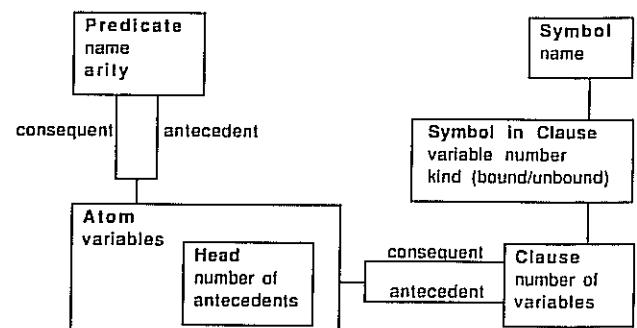 Predicate
name
arily
consequent
antecedent
Symbol
name
Symbol in Clause
variable number
kind (bound/unbound)
Atom
variables
Head
number of
antecedents
consequent
antecedent
Clause
number of
variables